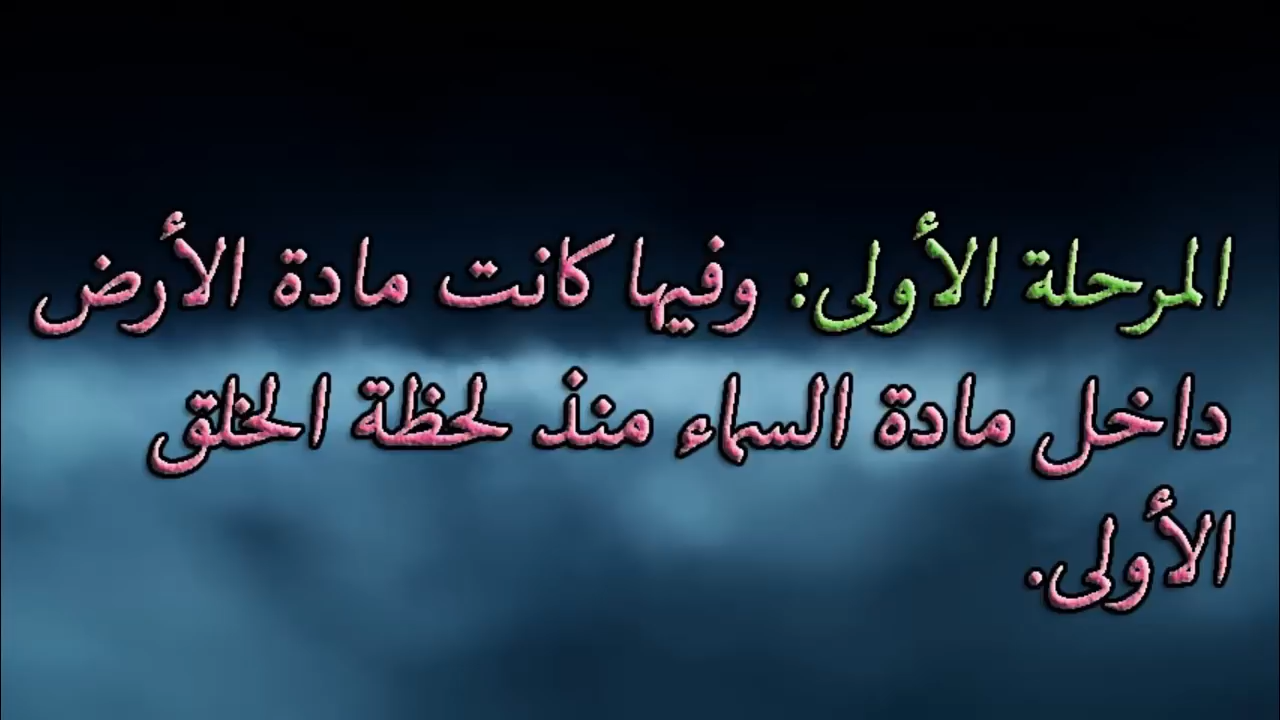 المرحلة الأولى: وفيها كانت مادة الأرض
داخل مادة السماء منذ لحظة الخلق
الأولى.